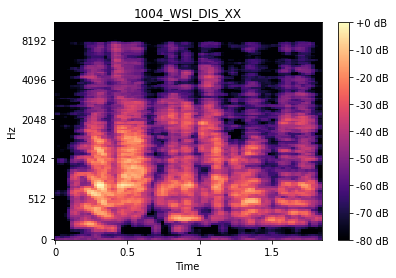 1004_WSI_DIS_XX
+0 dB
8192
-10 dB
4096
-20 dB
-30 dB
2048
Hz
-40 dB
1024
-50 dB
512
-60 dB
-70 dB
0
-80 dB
0
0.5
1
1.5
Time